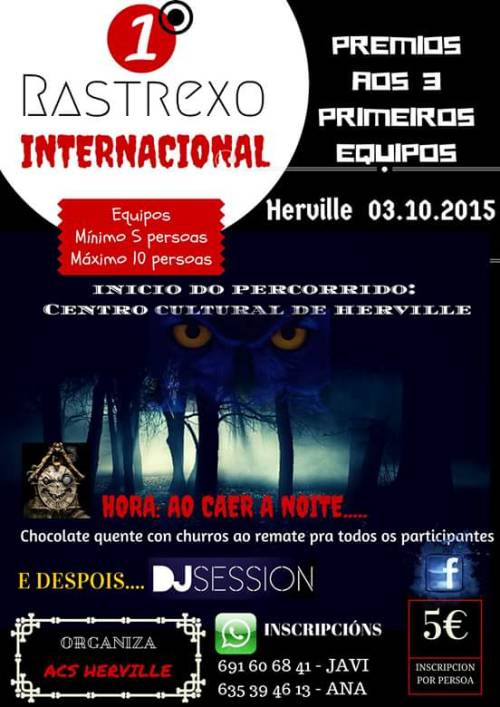 1º
RASTREXO
INTERNACIONAL
PREMIOS
AOS 3
PRIMEIROS
EQUIPOS
Equipos
Mínimo 5 persoas
Máximo 10 persoas
Herville 03.10.2015
INICIO DO PERCORRIDO:
CENTRO CULTURAL DE HERVILLE
HORA: AO CAER A NOITE.....
Chocolate quente con churros ao remate pra todos os participantes
E DESPOIS.... DJSESSION
f
ORGANIZA
ACS HERVILLE
INSCRIPCIÓNS
691 60 68 41 - JAVI
635 39 46 13 - ANA
5€
INSCRIPCION
POR PERSOA